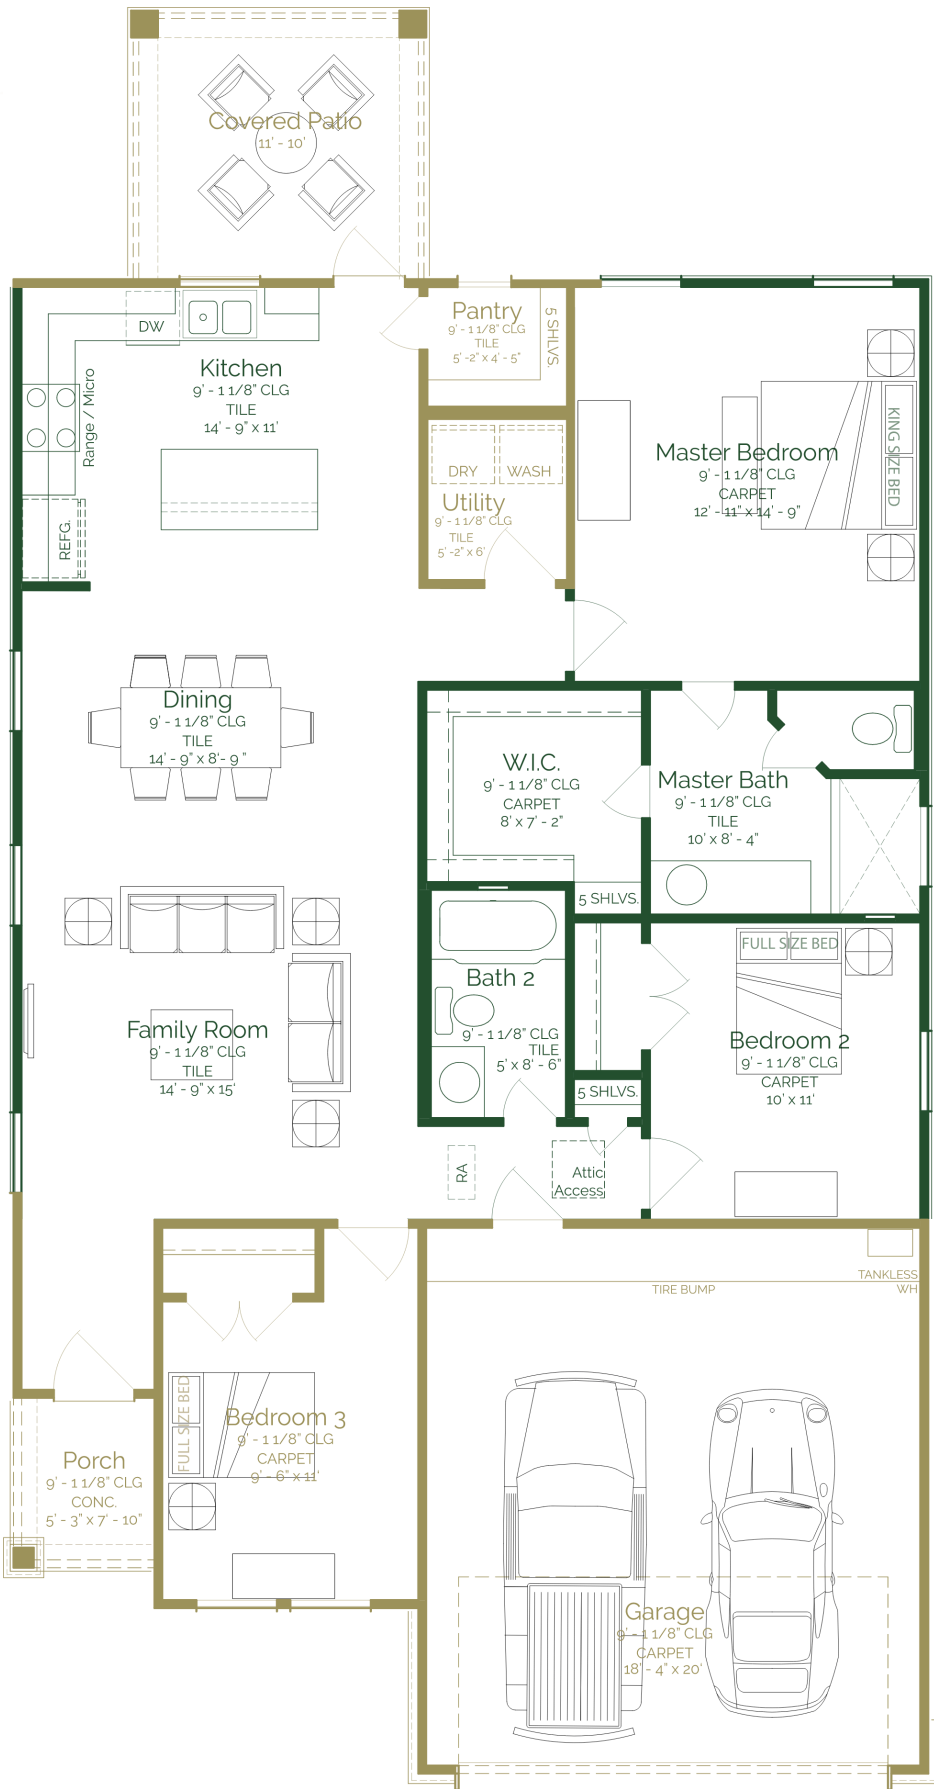 Covered Patio
11' - 10'
Pantry
9' - 1 1/8" CLG
TILE
5' -2" x 4' - 5"
5 SHLVS.
DW
Kitchen
9' - 1 1/8" CLG
TILE
14' - 9" x 11'
Range / Micro
REFG.
DRY
WASH
Utility
9' - 1 1/8" CLG
TILE
5' -2" x 6'
Master Bedroom
9' - 1 1/8" CLG
CARPET
12' - 11" x 14' - 9"
KING SIZE BED
Dining
9' - 1 1/8" CLG
TILE
14' - 9" x 8'- 9 "
W.I.C.
9' - 1 1/8" CLG
CARPET
8' x 7' - 2"
5 SHLVS.
Master Bath
9' - 1 1/8" CLG
TILE
10' x 8' - 4"
Family Room
9' - 1 1/8" CLG
TILE
14' - 9" x 15'
Bath 2
9' - 1 1/8" CLG
TILE
5' x 8' - 6"
5 SHLVS.
FULL SIZE BED
Bedroom 2
9' - 1 1/8" CLG
CARPET
10' x 11'
RA
Attic
Access
TANKLESS
WH
TIRE BUMP
FULL SIZE BED
Bedroom 3
9' - 1 1/8" CLG
CARPET
9' - 6" x 11'
Porch
9' - 1 1/8" CLG
CONC.
5' - 3" x 7' - 10"
Garage
9' - 1 1/8" CLG
CARPET
18' - 4" x 20'